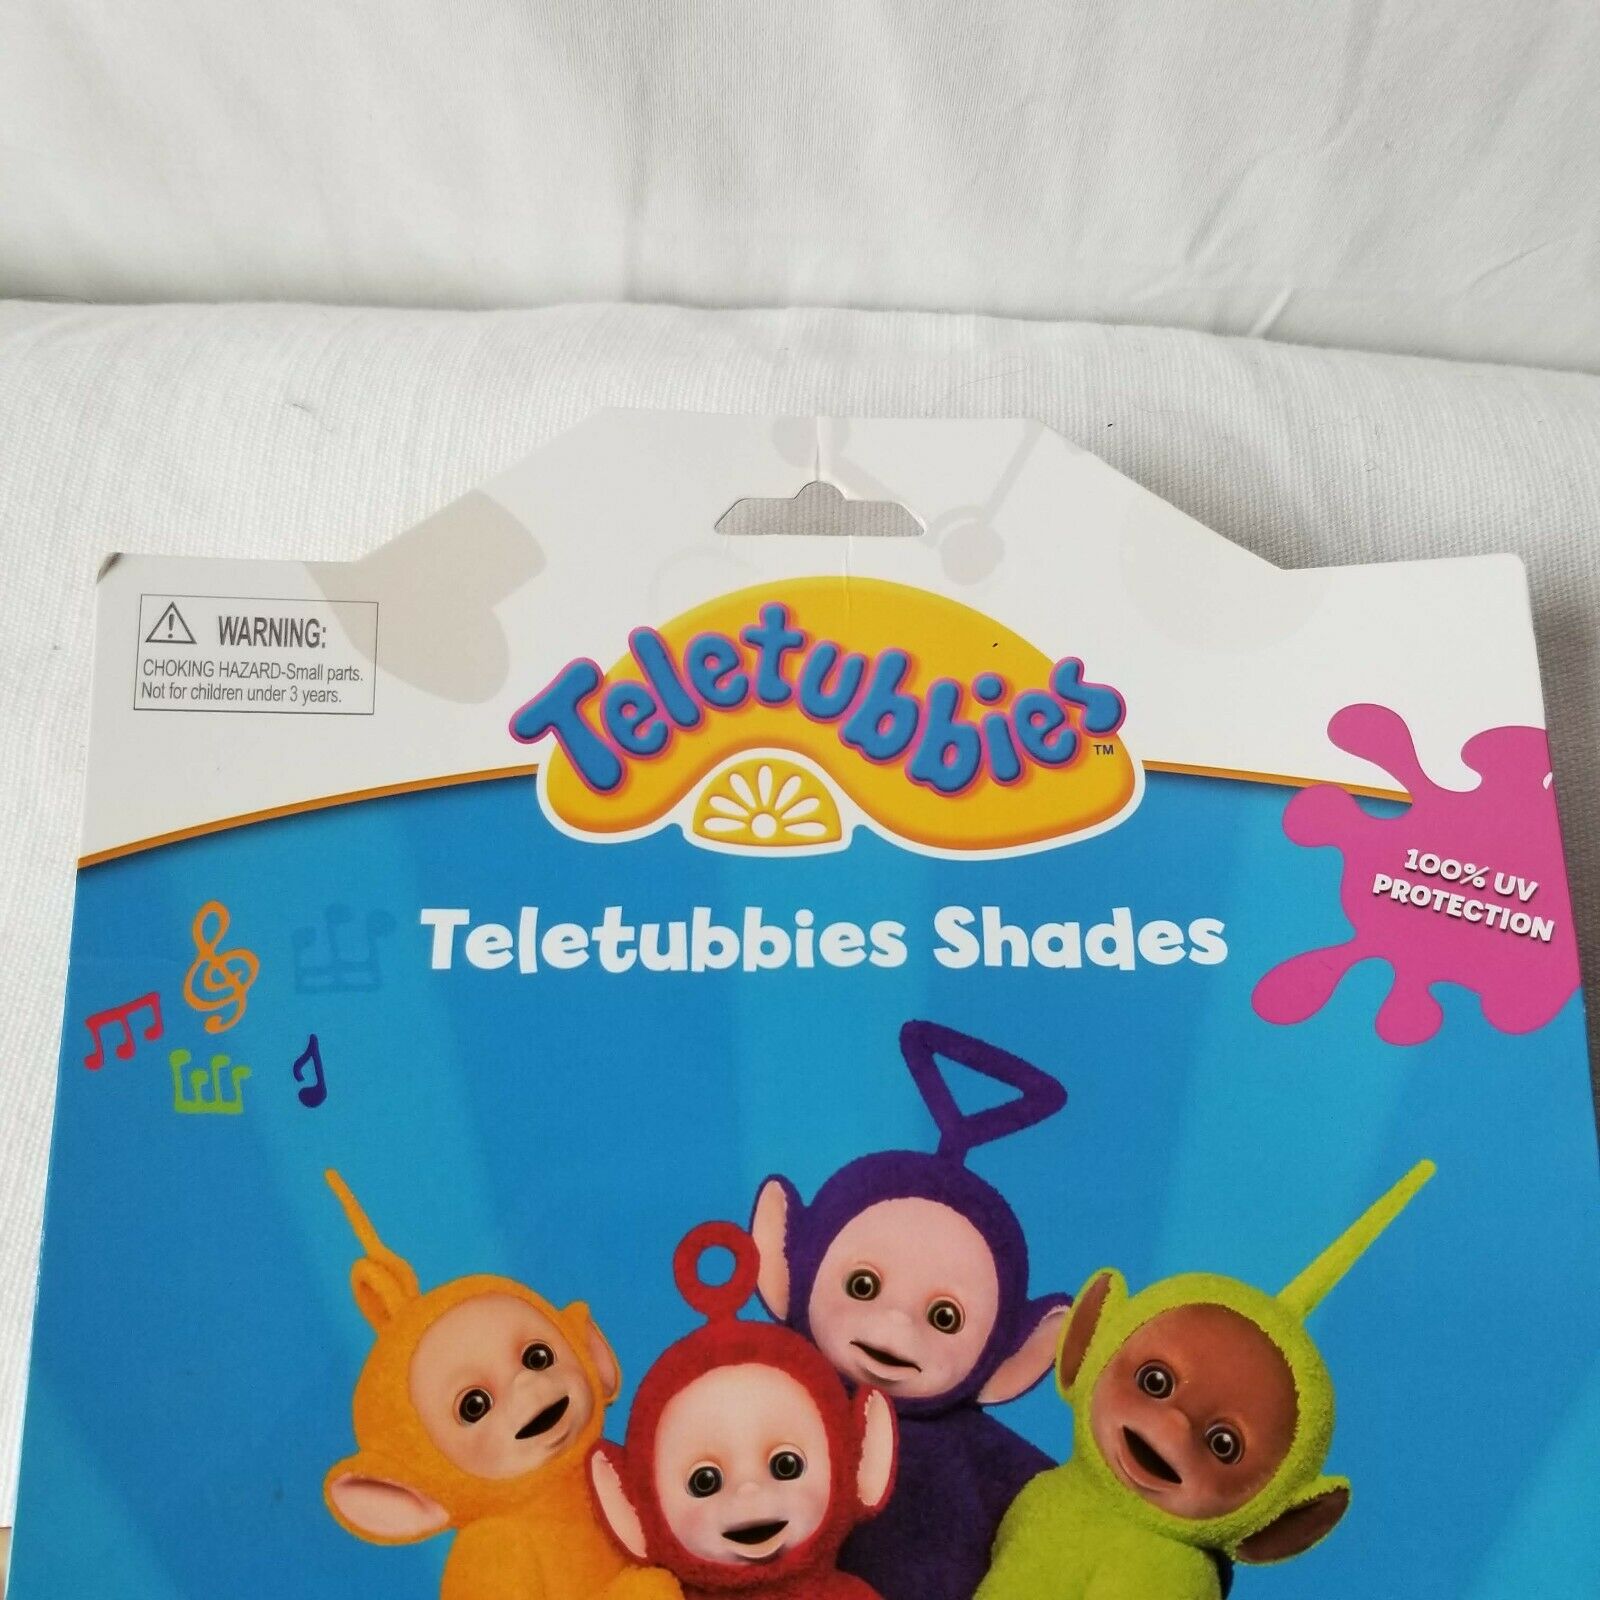 WARNING:
CHOKING HAZARD-Small parts.
Not for children under 3 years.
Teletubbies
TM
100% UV
PROTECTION
Teletubbies Shades